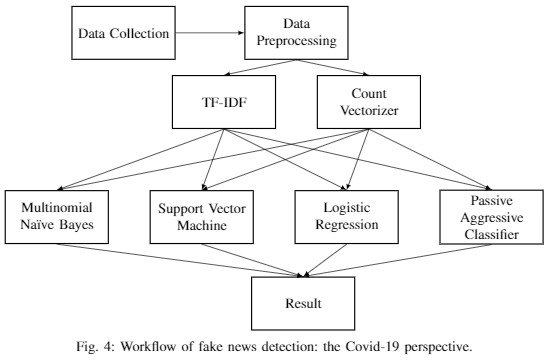 Data Collection
Data
Preprocessing
TF-IDF
Count
Vectorizer
Multinomial
Naïve Bayes
Support Vector
Machine
Logistic
Regression
Passive
Aggressive
Classifier
Result
Fig. 4: Workflow of fake news detection: the Covid-19 perspective.